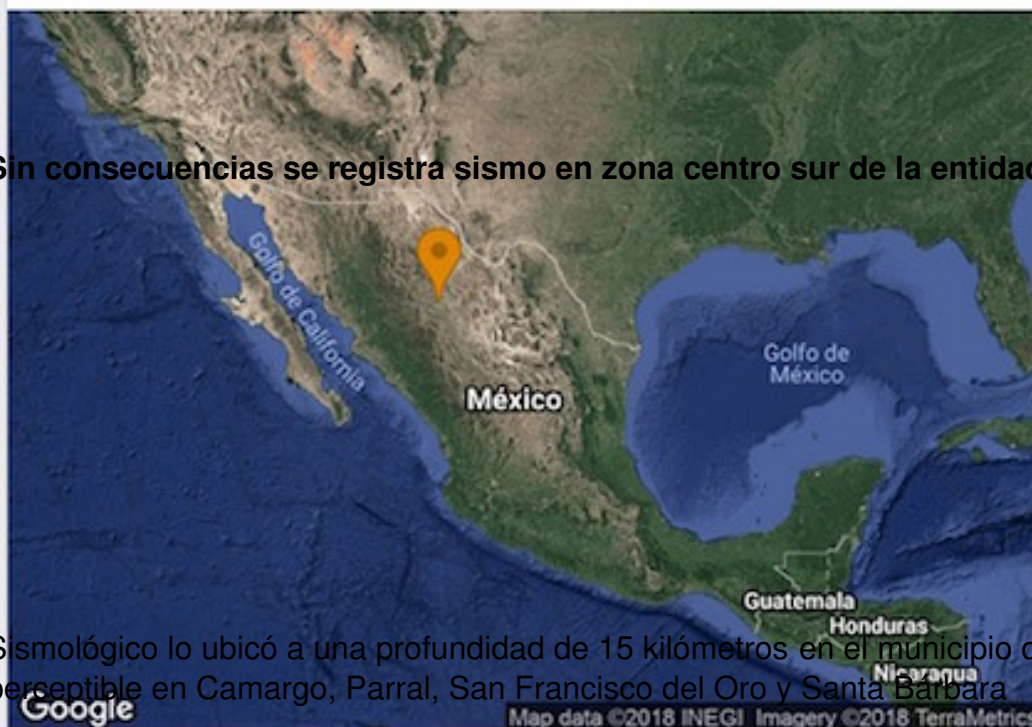 Sin consecuencias se registra sismo en zona centro sur de la entidad
Golfo de California
Golfo de
México
México
Guatemala
Honduras
Sismológico lo ubicó a una profundidad de 15 kilómetros en el municipio
Nicaragua
perceptible en Camargo, Parral, San Francisco del Oro y Santa Bárbara
Google
Map data ©2018 INEGI Imagery ©2018 TerraMetrics